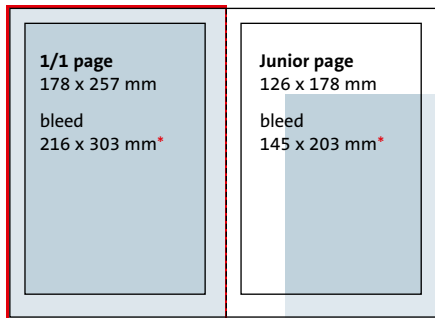 1/1 page
178 x 257 mm
bleed
216 x 303 mm*
Junior page
126 x 178 mm
bleed
145 x 203 mm*